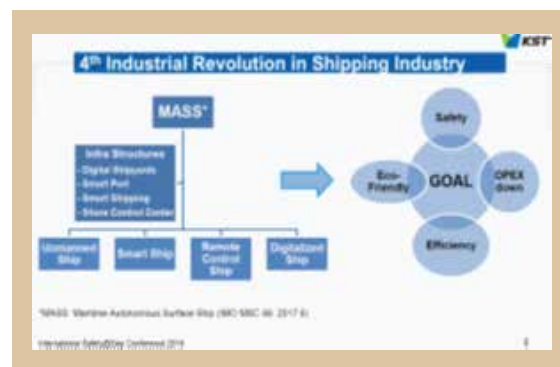 KST
4th Industrial Revolution in Shipping Industry
MASS*
Infra Structures
- Digital Shipyards
- Smart Port
- Smart Shipping
- Shore Control Center
Unmanned Ship
Smart Ship
Remote Control Ship
Digitalized Ship
Safety
Eco-Friendly
GOAL
OPEX down
Efficiency
*MASS: Maritime Autonomous Surface Ship (IMO MSC 98, 2017.6)
International Safety@Sea Conference